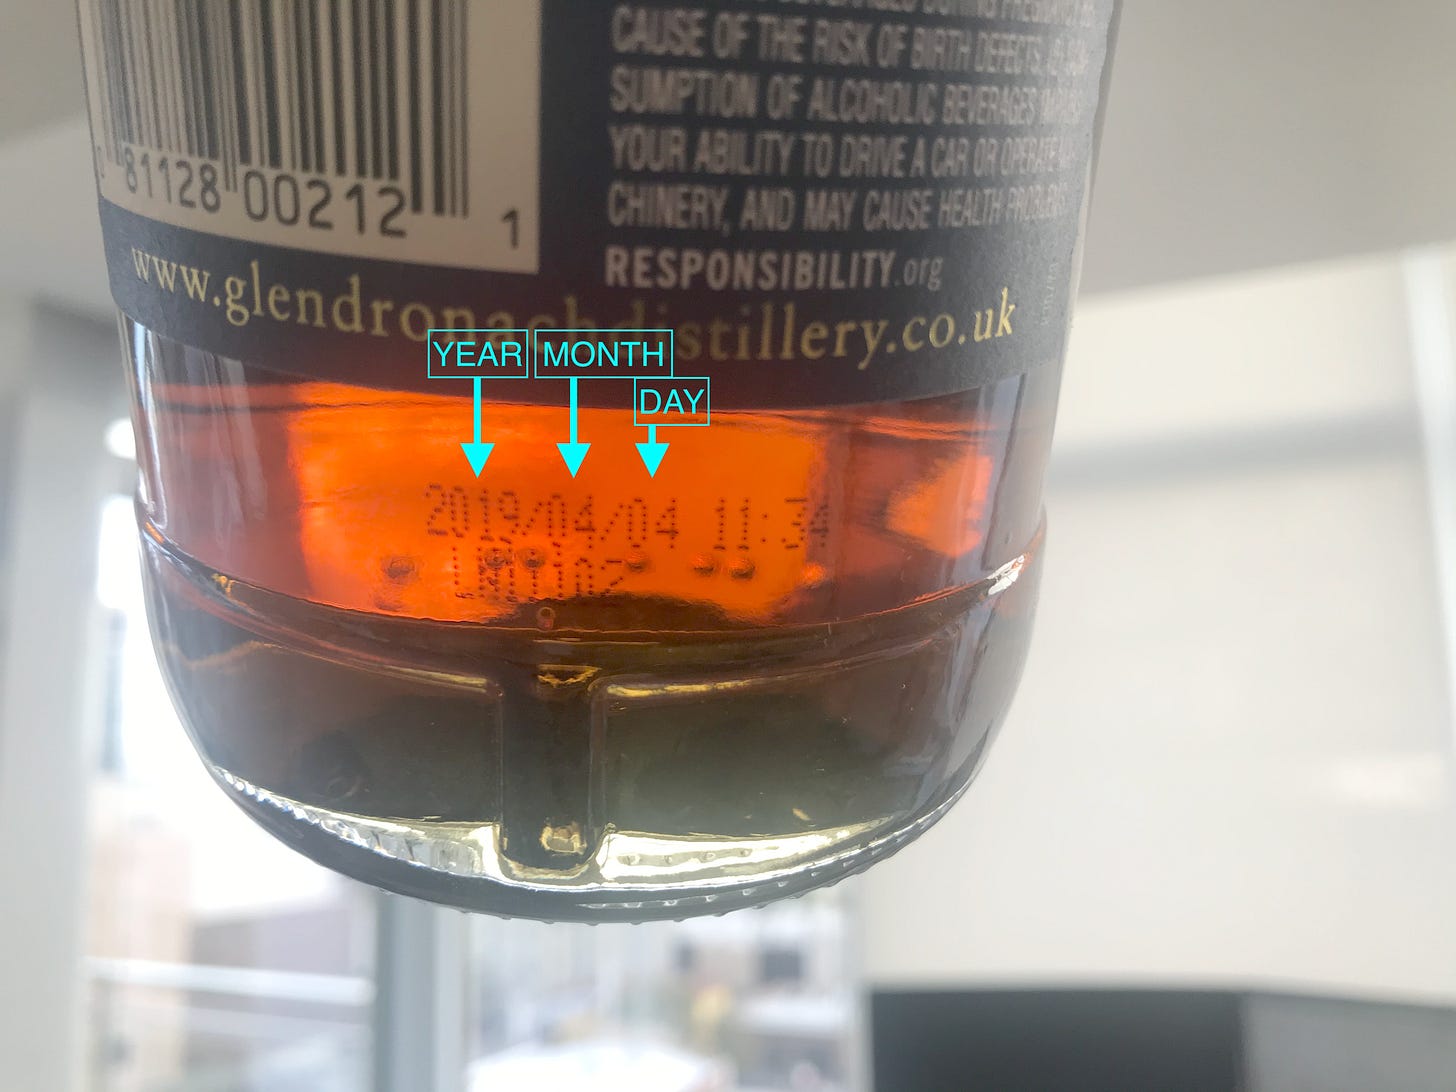 CAUSE OF THE RISK OF BIRTH DEFECTS.
SUMPTION OF ALCOHOLIC BEVERAGES
YOUR ABILITY TO DRIVE A CAR OR OPERATE
CHINERY, AND MAY CAUSE HEALTH PROBLEMS
RESPONSIBILITY.org
81128 00212 1
www.glendronachdistillery.co.uk
YEAR MONTH
DAY
2019/04/04 11:34